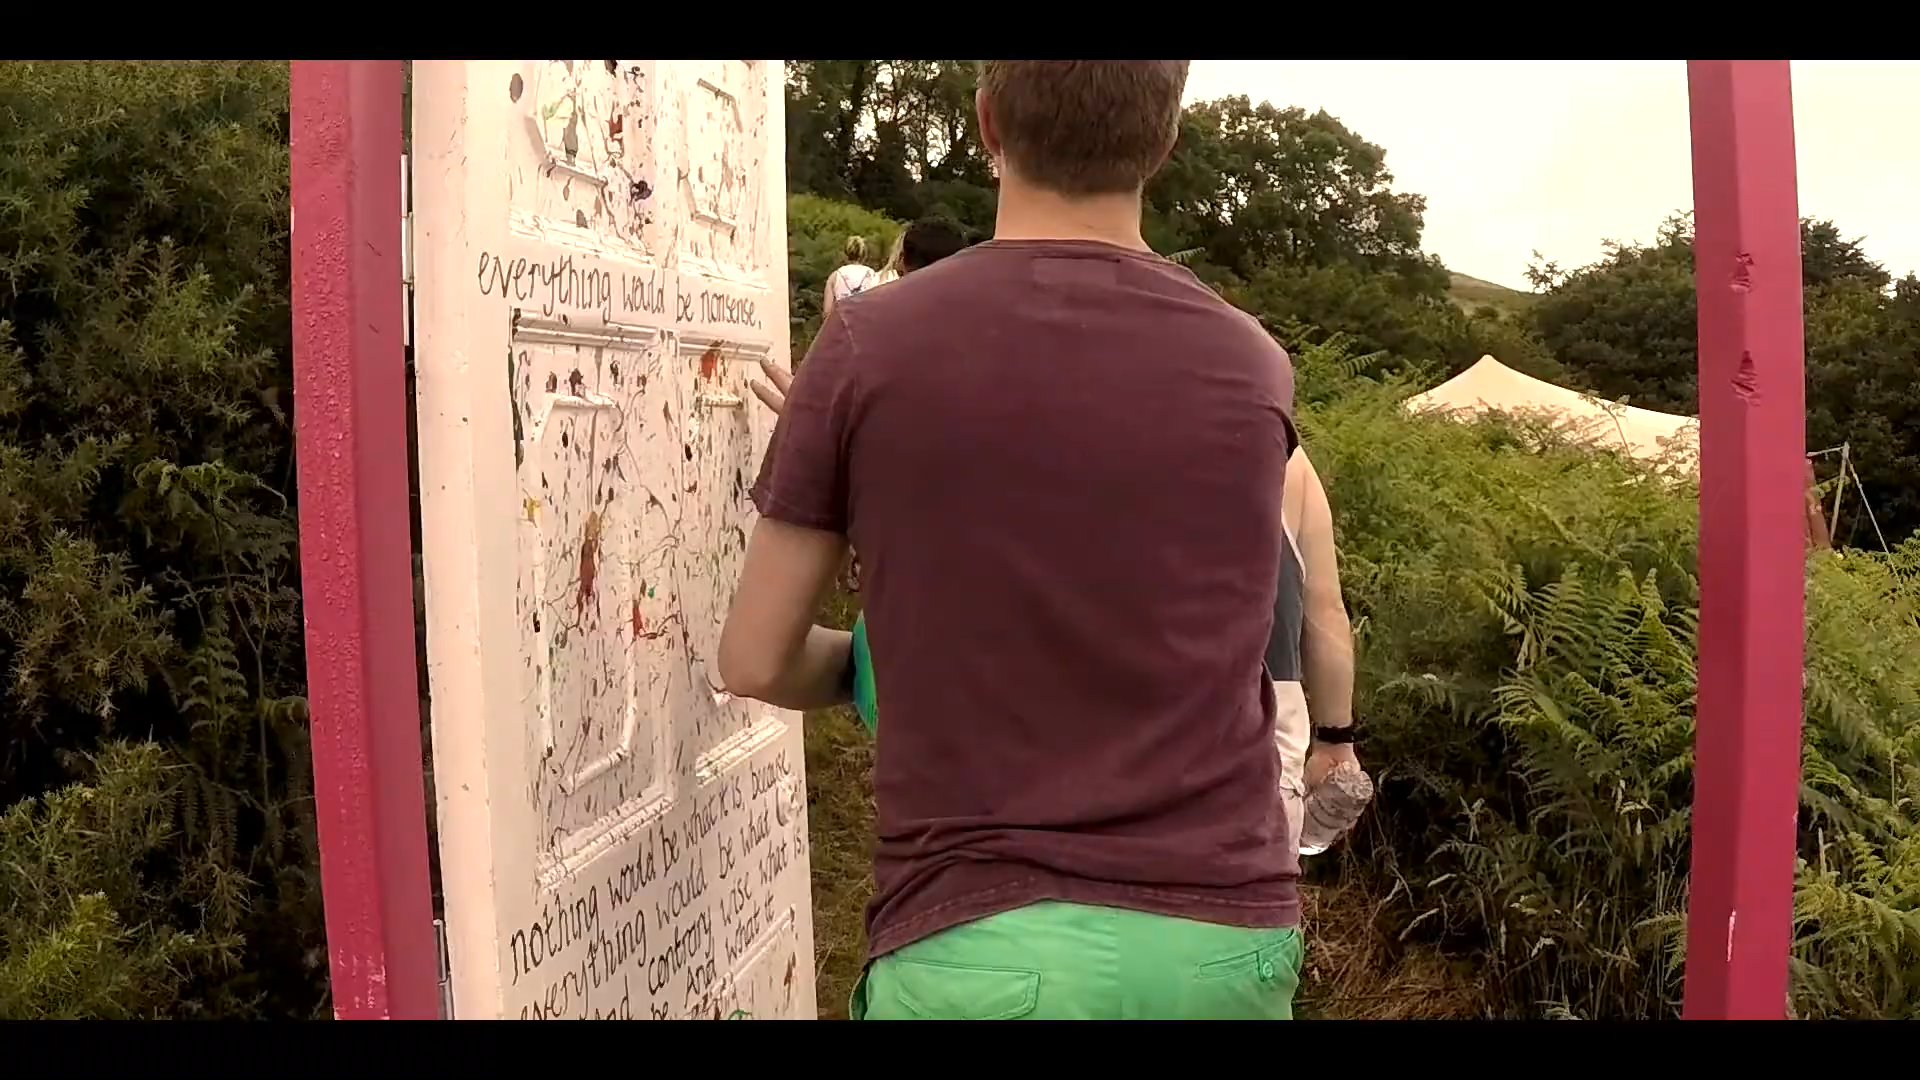 everything would be nonsense.
nothing would be what it is because
everything would be what
And contrary wise what is,
be And what it